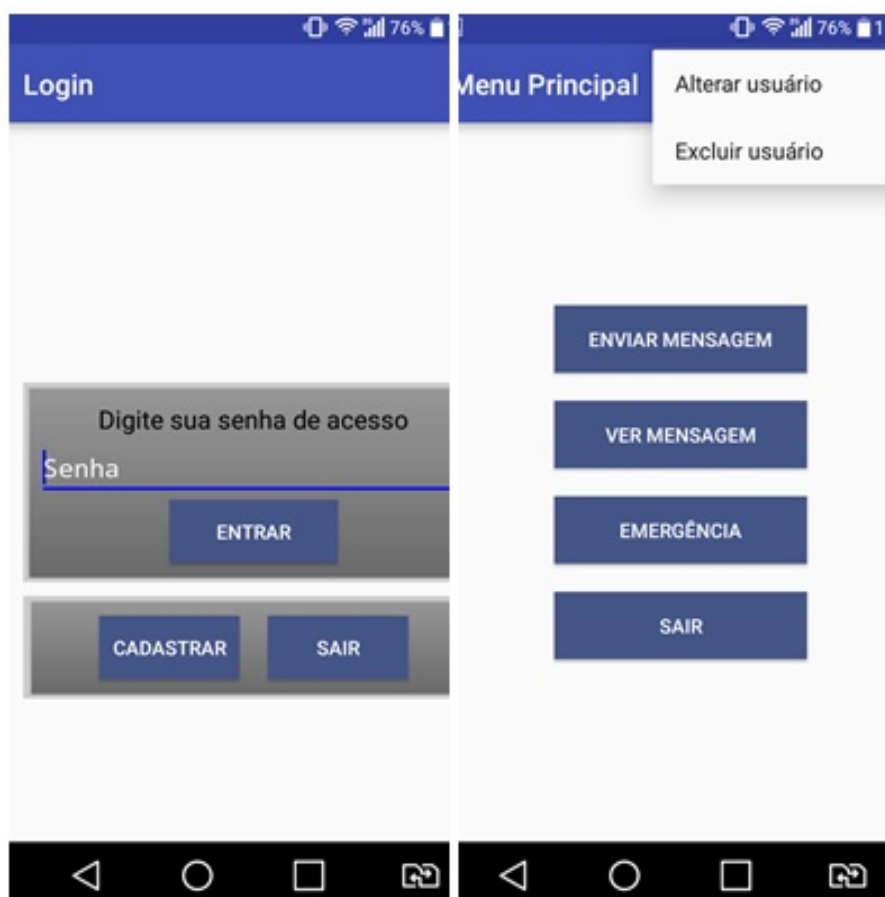 76%
Login
Digite sua senha de acesso
Senha
ENTRAR
CADASTRAR
SAIR
76% 1
Menu Principal
Alterar usuário
Excluir usuário
ENVIAR MENSAGEM
VER MENSAGEM
EMERGÊNCIA
SAIR